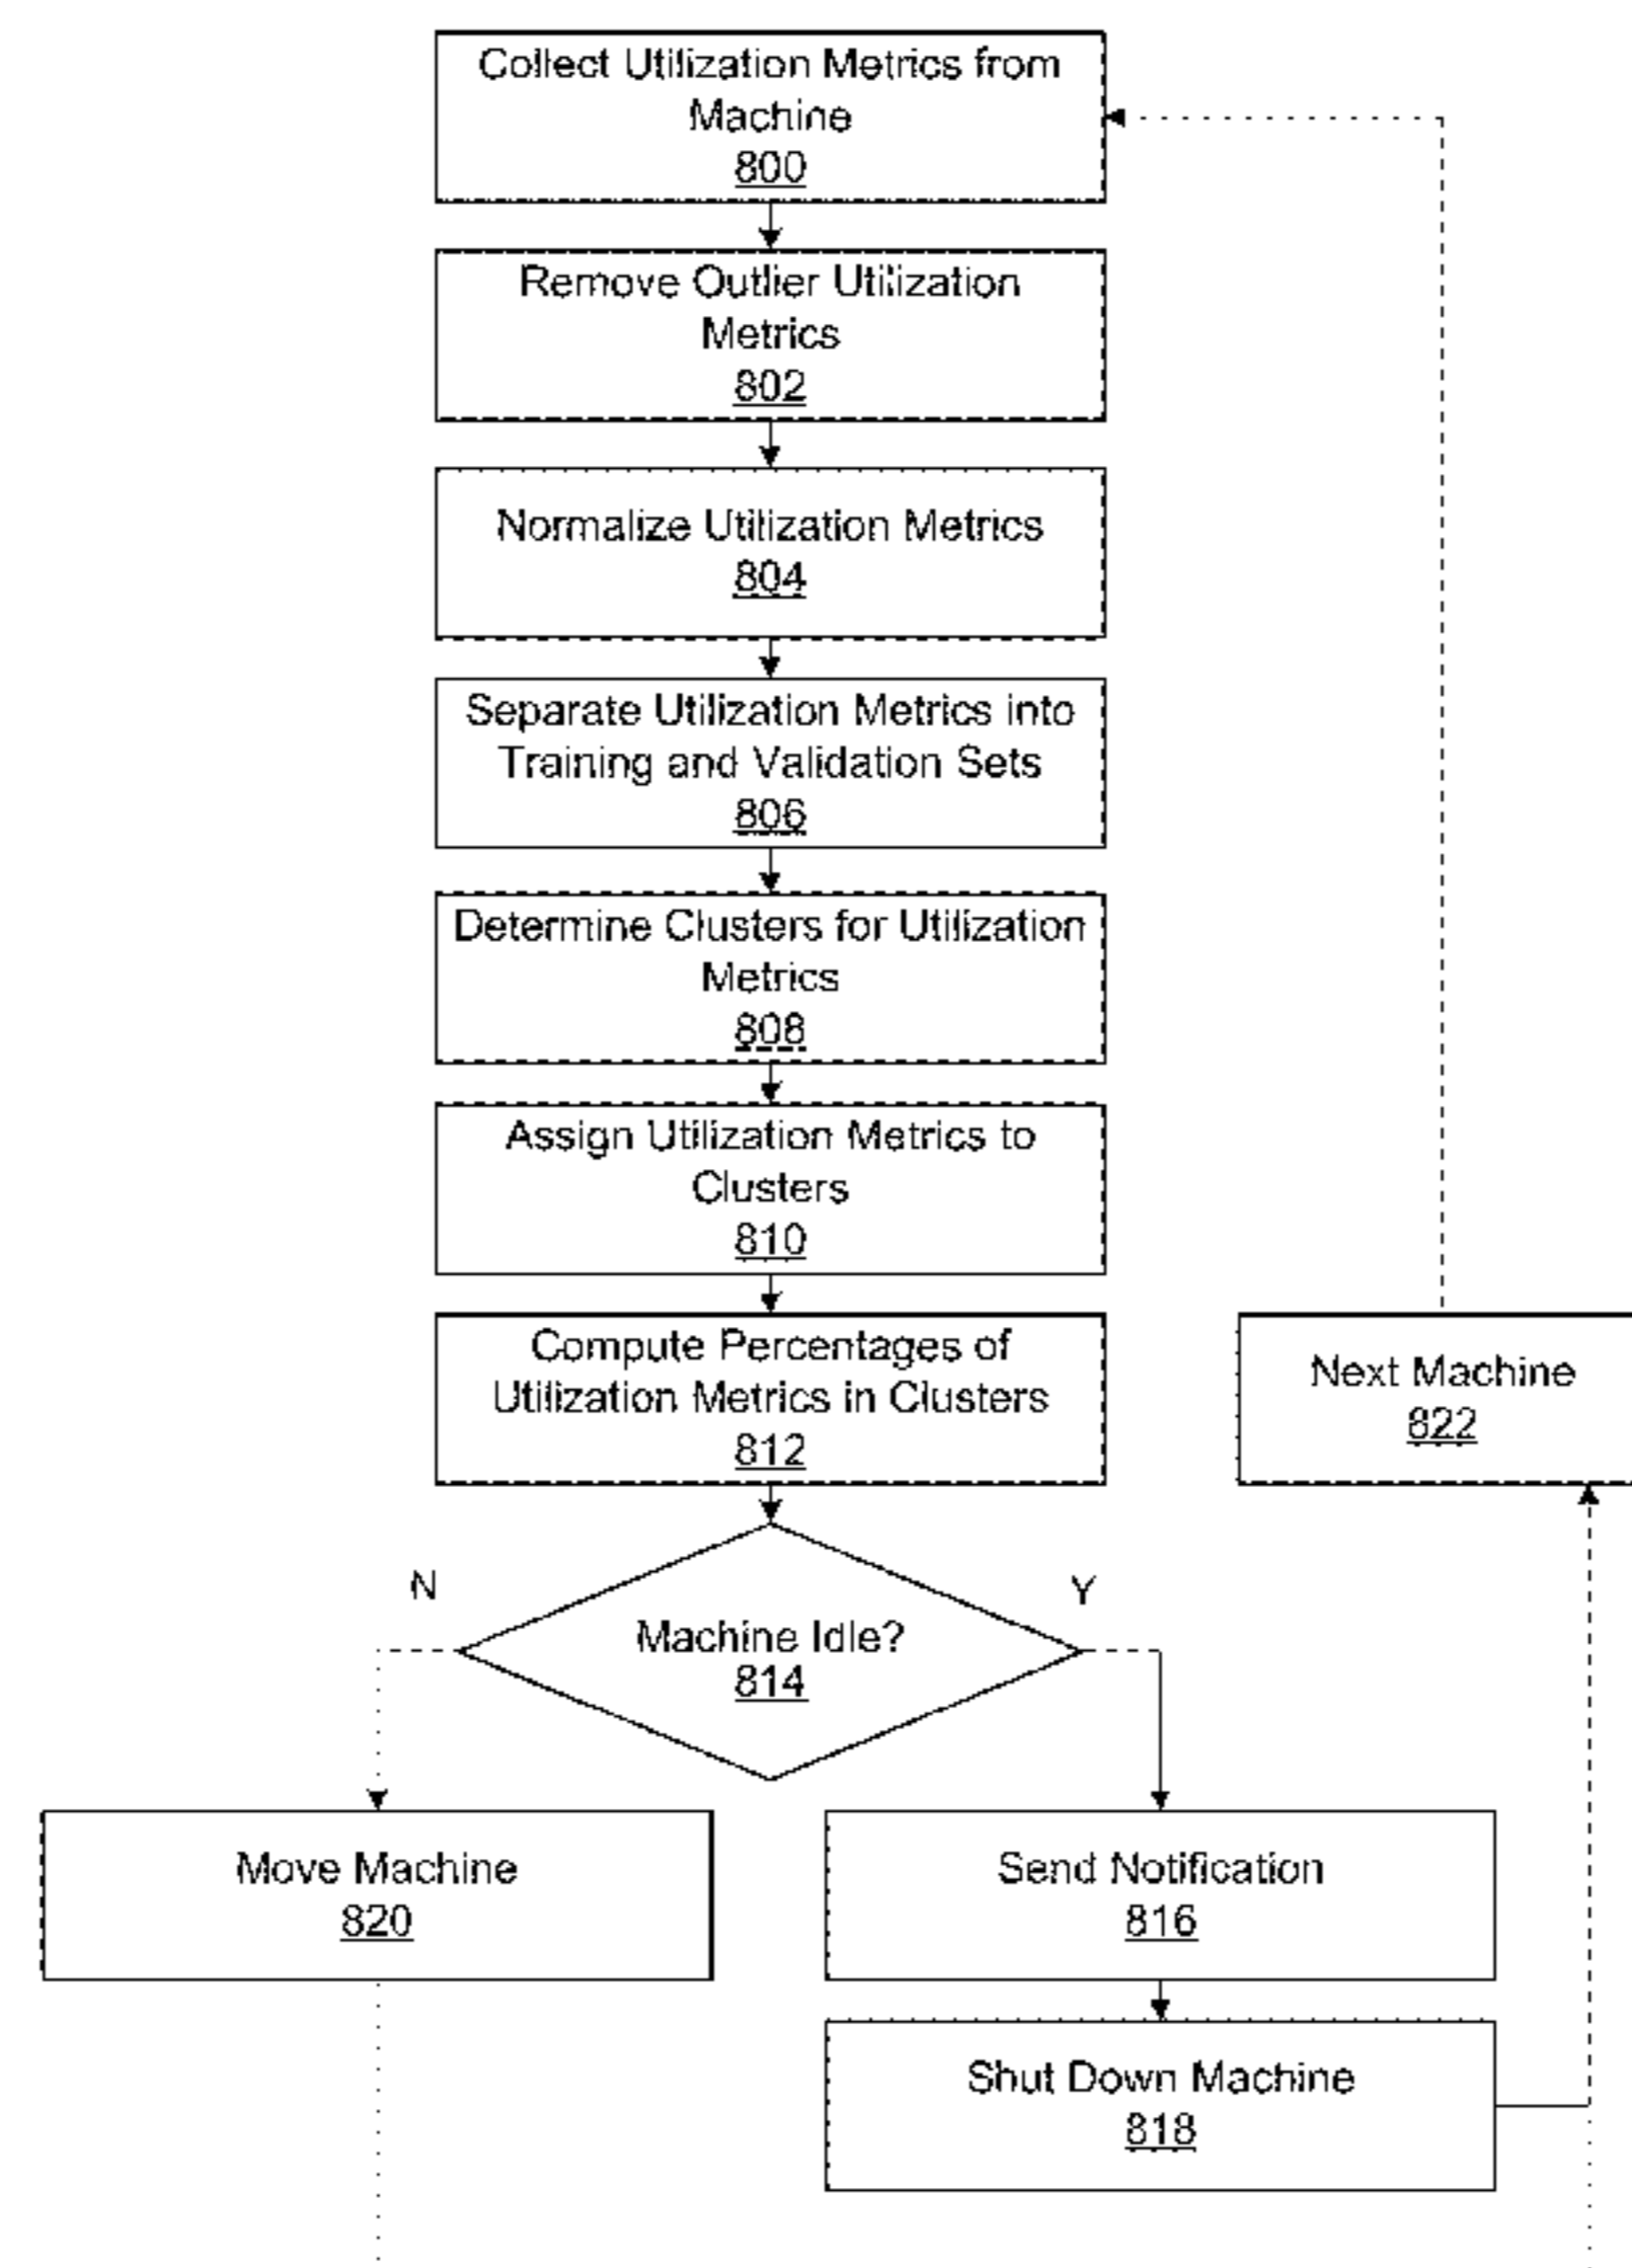 Collect Utilization Metrics from
Machine
800
Remove Outlier Utilization
Metrics
802
Normalize Utilization Metrics
804
Separate Utilization Metrics into
Training and Validation Sets
806
Determine Clusters for Utilization
Metrics
808
Assign Utilization Metrics to
Clusters
810
Compute Percentages of
Utilization Metrics in Clusters
812
Next Machine
822
N
Y
Machine Idle?
814
Move Machine
820
Send Notification
816
Shut Down Machine
818